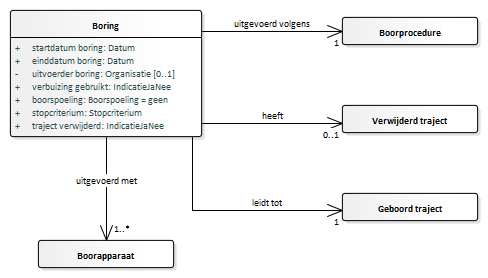 Boring
+ startdatum boring: Datum
+ einddatum boring: Datum
- uitvoerder boring: Organisatie [0..1]
+ verbuizing gebruikt: IndicatieJaNee
+ boorspoeling: Boorspoeling = geen
+ stopcriterium: Stopcriterium
+ traject verwijderd: IndicatieJaNee
uitgevoerd volgens
1
Boorprocedure
heeft
0..1
Verwijderd traject
leidt tot
1
Geboord traject
uitgevoerd met
1..*
Boorapparaat